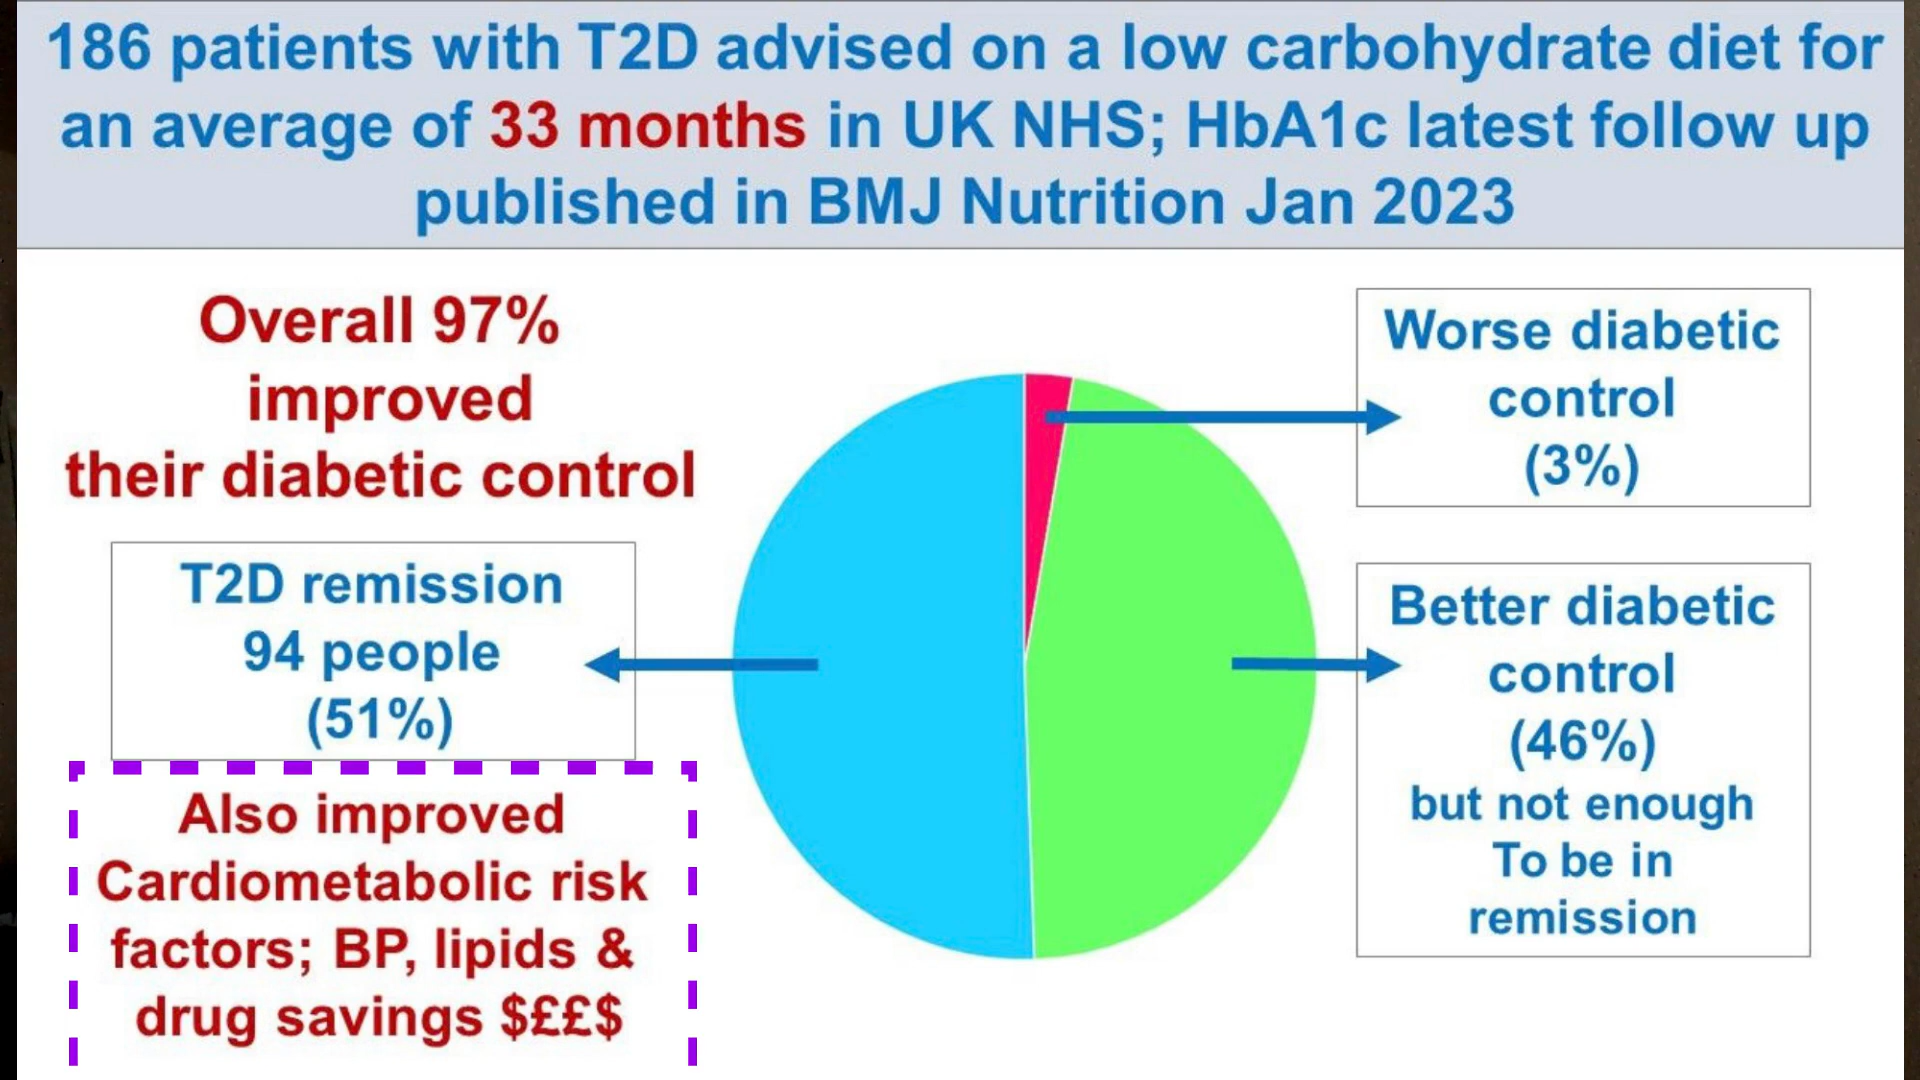 186 patients with T2D advised on a low carbohydrate diet for
an average of 33 months in UK NHS; HbA1c latest follow up
published in BMJ Nutrition Jan 2023
Overall 97%
improved
their diabetic control
T2D remission
94 people
(51%)
Also improved
Cardiometabolic risk
factors; BP, lipids &
drug savings $££$
Worse diabetic
control
(3%)
Better diabetic
control
(46%)
but not enough
To be in
remission